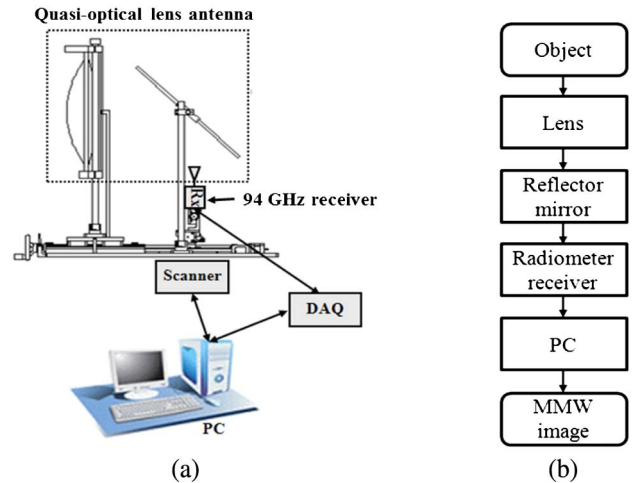 Quasi-optical lens antenna
94 GHz receiver
Scanner
DAQ
PC
(a)
Object
Lens
Reflector
mirror
Radiometer
receiver
PC
MMW
image
(b)